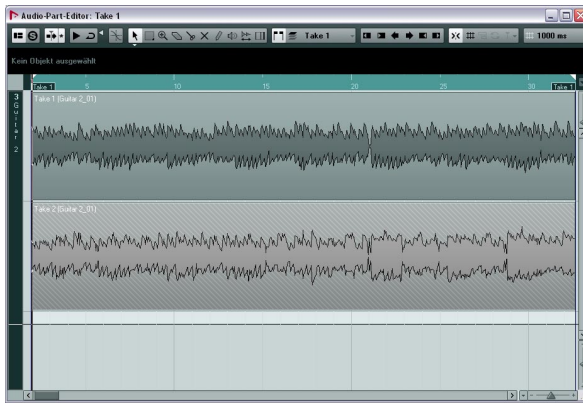 Audio-Part-Editor: Take 1
Take 1
1000 ms
Kein Objekt ausgewählt
Take 1
5
10
15
20
25
30
Take 1
3
Guitar 2
Take 1 (Guitar 2_01)
Take 2 (Guitar 2_01)